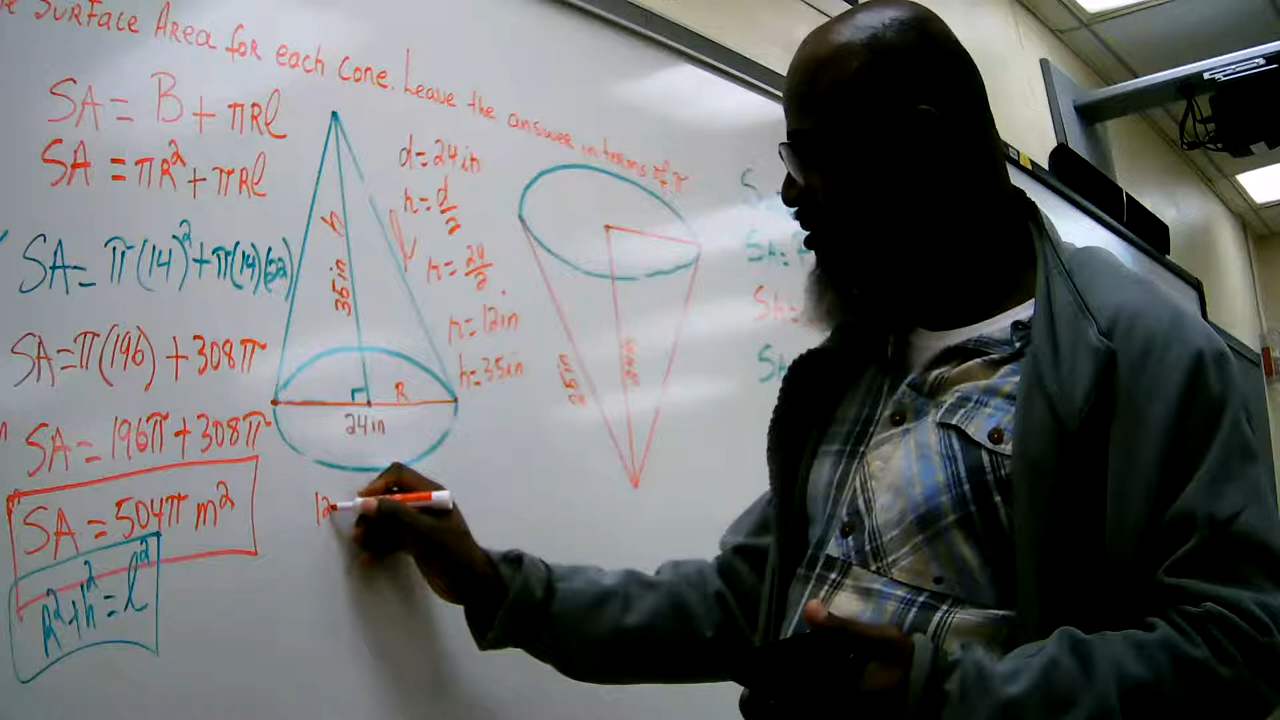 SURFACE AREA for each Cone. Leave the answer in terms of π
SA = B + πRl
SA = πR² + πRl
SA = π(14)² + π(14)(22)
SA = π(196) + 308π
SA = 196π + 308π
SA = 504π m²
R² + h² = l²
h
35in
l
R
24in
12
d = 24in
r = d/2
r = 24/2
r = 12in
h = 35in
SA